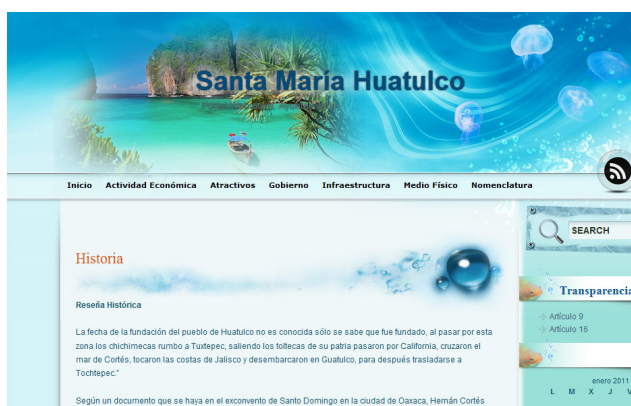 Santa María Huatulco
Inicio Actividad Económica Atractivos Gobierno Infraestructura Medio Físico Nomenclatura
SEARCH
Historia
Reseña Histórica
La fecha de la fundación del pueblo de Huatulco no es conocida sólo se sabe que fue fundado, al pasar por esta
zona los chichimecas rumbo a Tuxtepec, saliendo los toltecas de su patria pasaron por California, cruzaron el
mar de Cortés, tocaron las costas de Jalisco y desembarcaron en Guatulco, para después trasladarse a
Tochtepec."
Según un documento que se haya en el exconvento de Santo Domingo en la ciudad de Oaxaca, Hernán Cortés
Transparencia
Artículo 9
Artículo 16
enero 2011
L M X J V